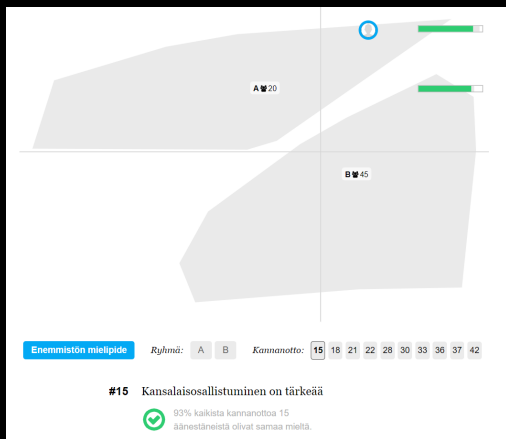 A 20
B 45
Enemmistön mielipide Ryhmä: A B Kannanotto: 15 18 21 22 28 30 33 36 37 42
#15 Kansalaisosallistuminen on tärkeää
93% kaikista kannanottoa 15
äänestäneistä olivat samaa mieltä.